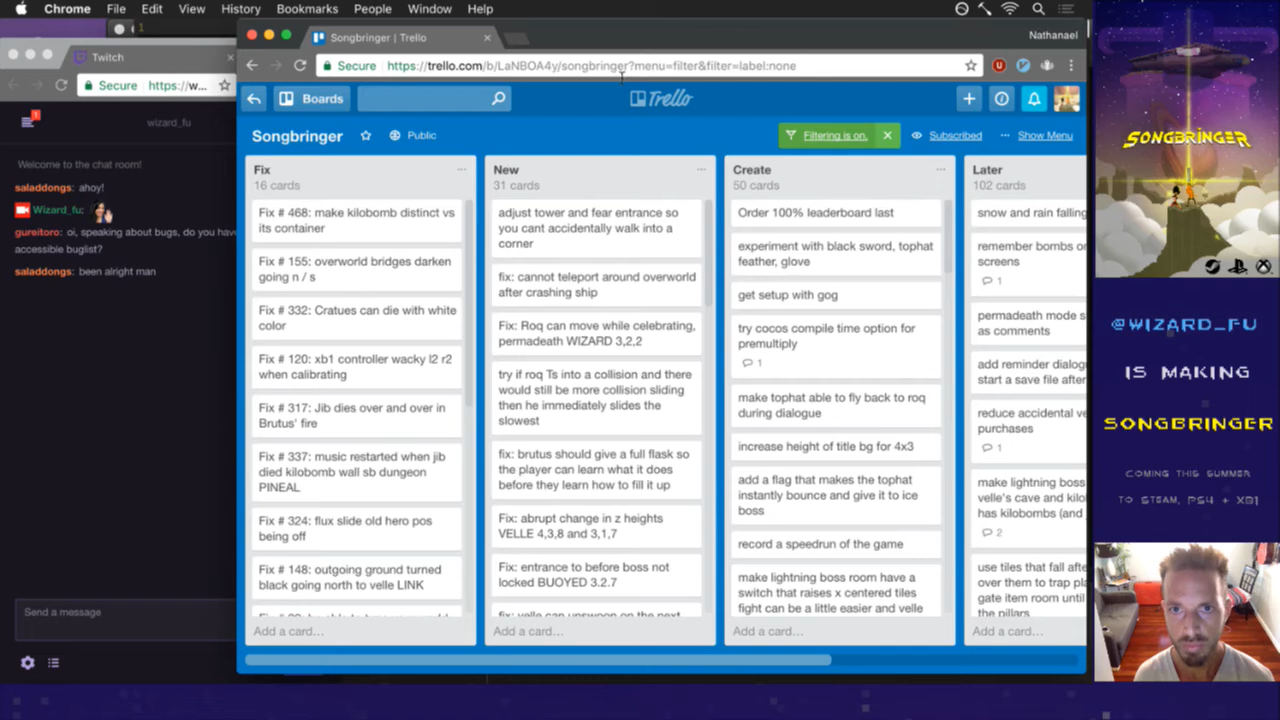 Chrome File Edit View History Bookmarks People Window Help
1
Twitch
Songbringer | Trello
Nathanael
Secure https://w...
Secure https://trello.com/b/LaNBOA4y/songbringer?menu=filter&filter=label:none
1
wizard_fu
Boards
Trello
Songbringer
Public
Filtering is on.
Subscribed
... Show Menu
Welcome to the chat room!
saladdongs: ahoy!
Wizard_fu:
gureitoro: oi, speaking about bugs, do you have
accessible buglist?
saladdongs: been alright man
Send a message
Fix
16 cards
Fix # 468: make kilobomb distinct vs
its container
Fix # 155: overworld bridges darken
going n / s
Fix # 332: Cratues can die with white
color
Fix # 120: xb1 controller wacky l2 r2
when calibrating
Fix # 317: Jib dies over and over in
Brutus' fire
Fix # 337: music restarted when jib
died kilobomb wall sb dungeon
PINEAL
Fix # 324: flux slide old hero pos
being off
Fix # 148: outgoing ground turned
black going north to velle LINK
Add a card...
New
31 cards
adjust tower and fear entrance so
you cant accidentally walk into a
corner
fix: cannot teleport around overworld
after crashing ship
Fix: Roq can move while celebrating,
permadeath WIZARD 3,2,2
try if roq Ts into a collision and there
would still be more collision sliding
then he immediately slides the
slowest
fix: brutus should give a full flask so
the player can learn what it does
before they learn how to fill it up
Fix: abrupt change in z heights
VELLE 4,3,8 and 3,1,7
Fix: entrance to before boss not
locked BUOYED 3.2.7
fix: velle can unswoon on the next
Add a card...
Create
50 cards
Order 100% leaderboard last
experiment with black sword, tophat
feather, glove
get setup with gog
try cocos compile time option for
premultiply
1
make tophat able to fly back to roq
during dialogue
increase height of title bg for 4x3
add a flag that makes the tophat
instantly bounce and give it to ice
boss
record a speedrun of the game
make lightning boss room have a
switch that raises x centered tiles
fight can be a little easier and velle
Add a card...
Later
102 cards
snow and rain falling
remember bombs on
screens
1
permadeath mode s
as comments
add reminder dialog
start a save file after
reduce accidental ve
purchases
1
make lightning boss
velle's cave and kilo
has kilobombs (and
2
use tiles that fall afte
over them to trap pla
gate item room until
the pillars
Add a card...
SONGBRINGER
@WIZARD_FU
IS MAKING
SONGBRINGER
COMING THIS SUMMER
TO STEAM, PS4 + XB1